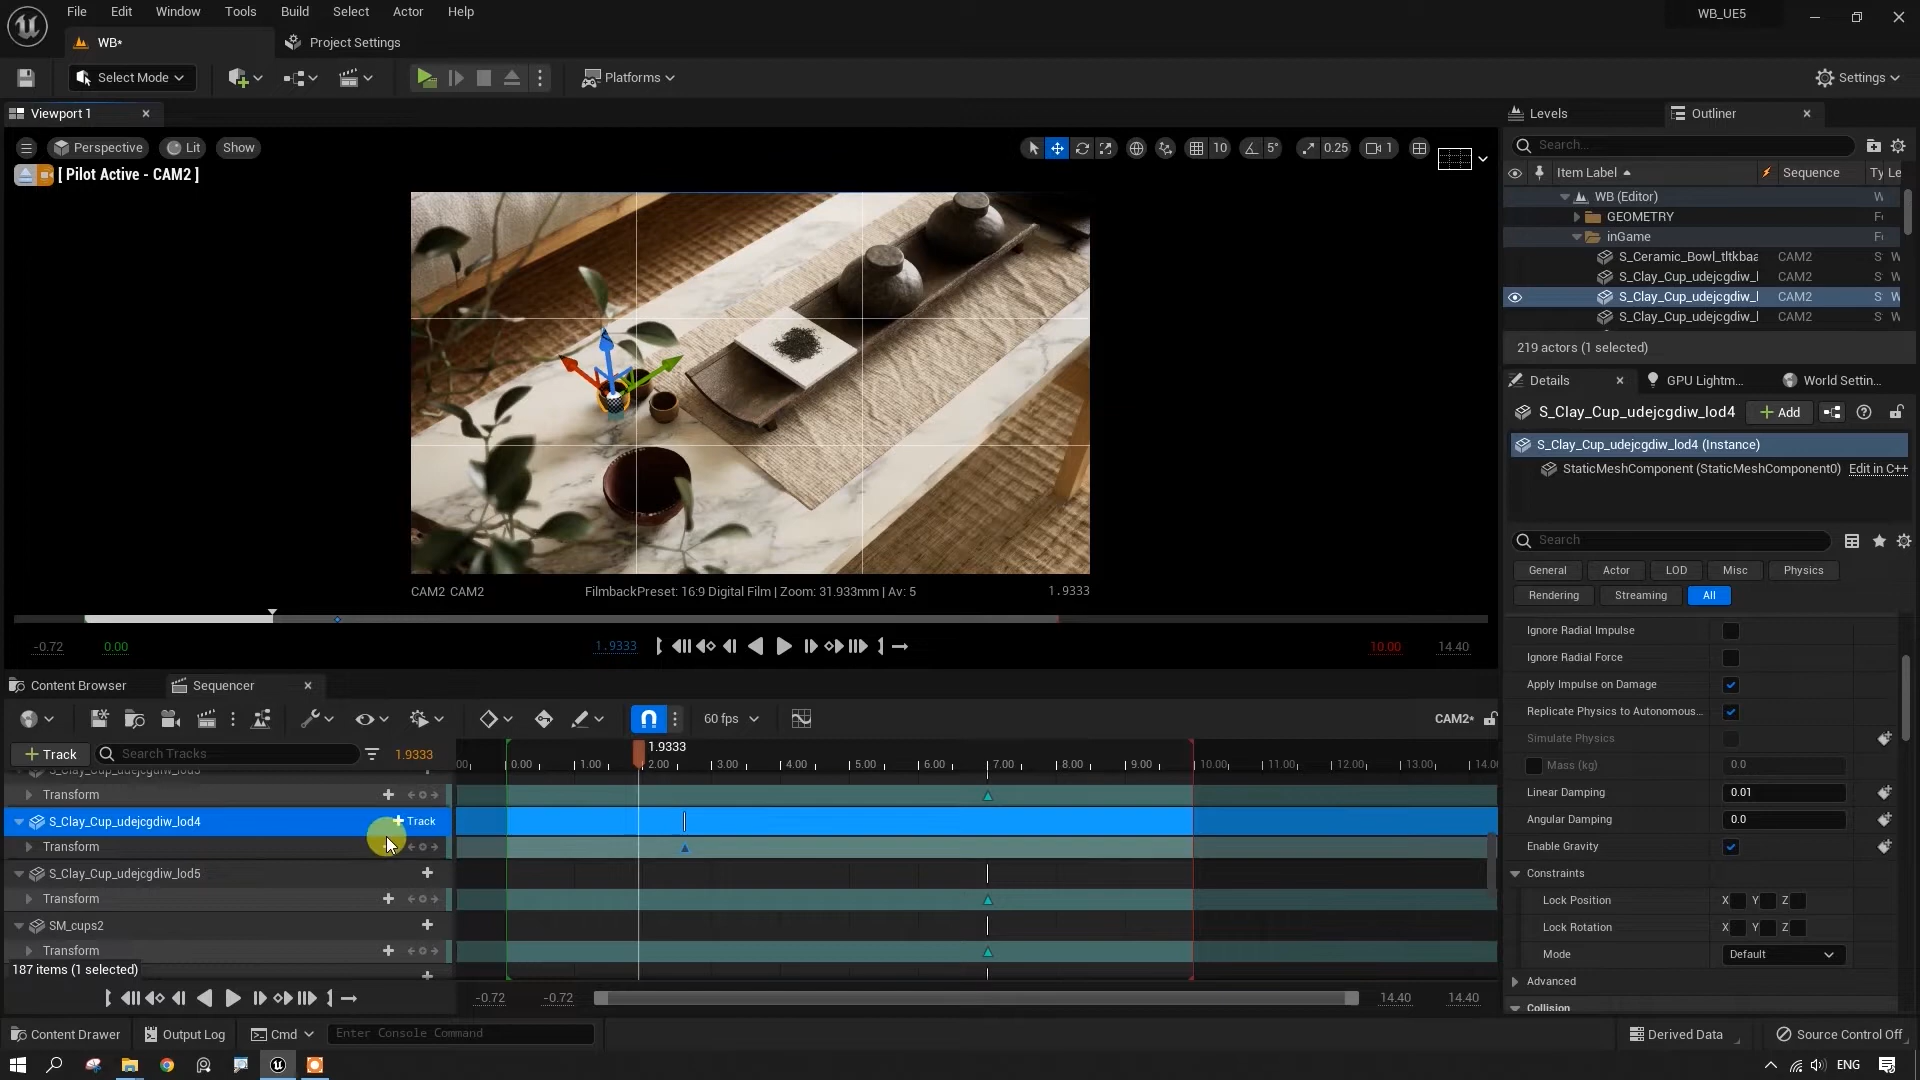 File Edit Window Tools Build Select Actor Help
WB_UE5
WB*
Project Settings
Select Mode
Platforms
Settings
Viewport 1
Perspective
Lit
Show
10
5°
0.25
1
[ Pilot Active - CAM2 ]
CAM2 CAM2
FilmbackPreset: 16:9 Digital Film | Zoom: 31.933mm | Av: 5
1.9333
-0.72
0.00
1.9333
10.00
14.40
Content Browser
Sequencer
60 fps
CAM2*
+ Track
Search Tracks
1.9333
1.9333
0.00 1.00 2.00 3.00 4.00 5.00 6.00 7.00 8.00 9.00 10.00 11.00 12.00 13.00 14.0
Transform
S_Clay_Cup_udejcgdiw_lod4
+ Track
Transform
S_Clay_Cup_udejcgdiw_lod5
Transform
SM_cups2
Transform
187 items (1 selected)
-0.72
-0.72
14.40
14.40
Content Drawer
Output Log
Cmd
Enter Console Command
Derived Data
Source Control Off
ENG
Levels
Outliner
Search...
Item Label
Sequence
Ty
Le
WB (Editor)
W
GEOMETRY
inGame
S_Ceramic_Bowl_tltkbaa CAM2 S W
S_Clay_Cup_udejcgdiw_l CAM2 S W
S_Clay_Cup_udejcgdiw_l CAM2 S W
S_Clay_Cup_udejcgdiw_l CAM2 S W
219 actors (1 selected)
Details
GPU Lightm...
World Settin...
S_Clay_Cup_udejcgdiw_lod4
+ Add
S_Clay_Cup_udejcgdiw_lod4 (Instance)
StaticMeshComponent (StaticMeshComponent0)
Edit in C++
Search
General
Actor
LOD
Misc
Physics
Rendering
Streaming
All
Ignore Radial Impulse
Ignore Radial Force
Apply Impulse on Damage
Replicate Physics to Autonomous...
Simulate Physics
Mass (kg) 0.0
Linear Damping 0.01
Angular Damping 0.0
Enable Gravity
Constraints
Lock Position X Y Z
Lock Rotation X Y Z
Mode Default
Advanced
Collision